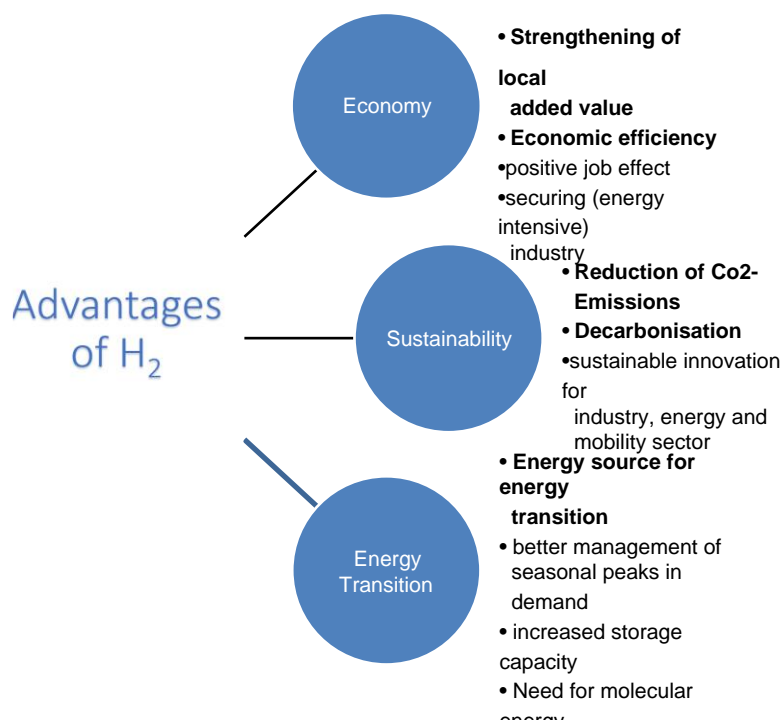 Advantages
of H₂
Economy
• Strengthening of
local
added value
• Economic efficiency
•positive job effect
•securing (energy
intensive)
industry
Sustainability
• Reduction of Co2-
Emissions
• Decarbonisation
•sustainable innovation
for
industry, energy and
mobility sector
Energy
Transition
• Energy source for
energy
transition
• better management of
seasonal peaks in
demand
• increased storage
capacity
• Need for molecular
energy